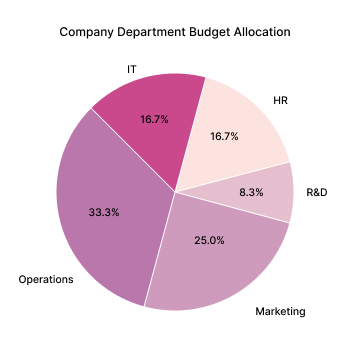 Company Department Budget Allocation
IT
HR
16.7%
16.7%
R&D
8.3%
33.3%
25.0%
Operations
Marketing